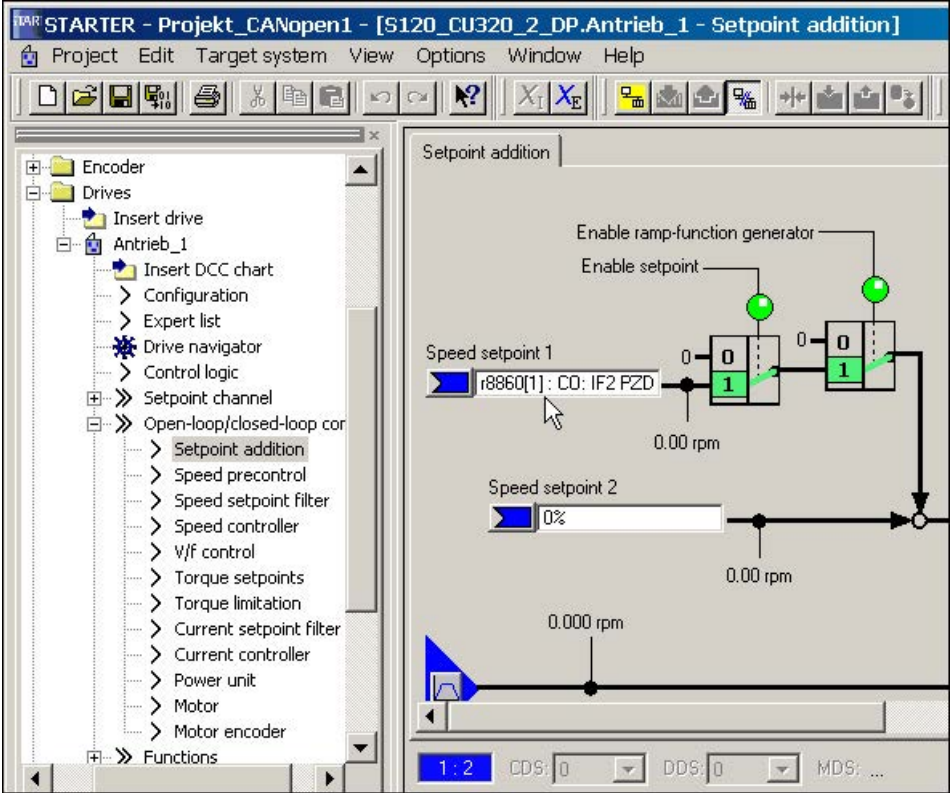 STARTER - Projekt_CANopen1 - [S120_CU320_2_DP.Antrieb_1 - Setpoint addition]
Project Edit Target system View Options Window Help
Encoder
Drives
Insert drive
Antrieb_1
Insert DCC chart
Configuration
Expert list
Drive navigator
Control logic
Setpoint channel
Open-loop/closed-loop cor
Setpoint addition
Speed precontrol
Speed setpoint filter
Speed controller
V/f control
Torque setpoints
Torque limitation
Current setpoint filter
Current controller
Power unit
Motor
Motor encoder
Functions
Setpoint addition
Enable ramp-function generator
Enable setpoint
Speed setpoint 1
r8860[1] : CO: IF2 PZD
0 0
1
0 0
1
0.00 rpm
Speed setpoint 2
0%
0.00 rpm
0.000 rpm
1 : 2 CDS: 0 DDS: 0 MDS: ...